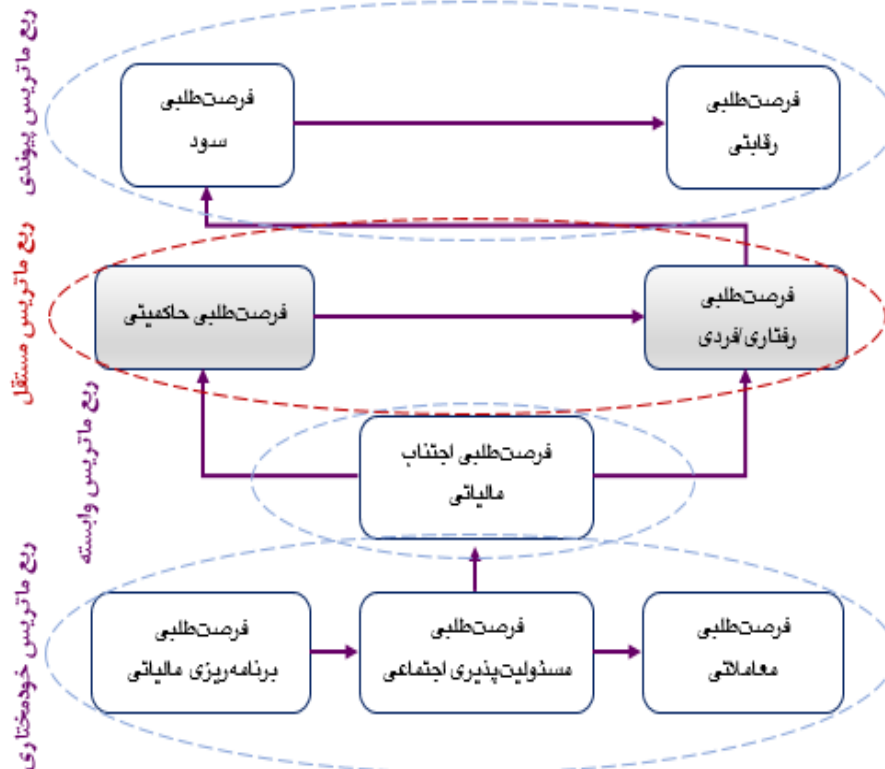 ربع ماتریس پیوندی
فرصت‌طلبی
رقابتی
فرصت‌طلبی
سود
ربع ماتریس مستقل
فرصت‌طلبی
رفتاری/فردی
فرصت‌طلبی حاکمیتی
ربع ماتریس وابسته
فرصت‌طلبی اجتناب
مالیاتی
ربع ماتریس خودمختاری
فرصت‌طلبی
معاملاتی
فرصت‌طلبی
مسئولیت‌پذیری اجتماعی
فرصت‌طلبی
برنامه‌ریزی مالیاتی